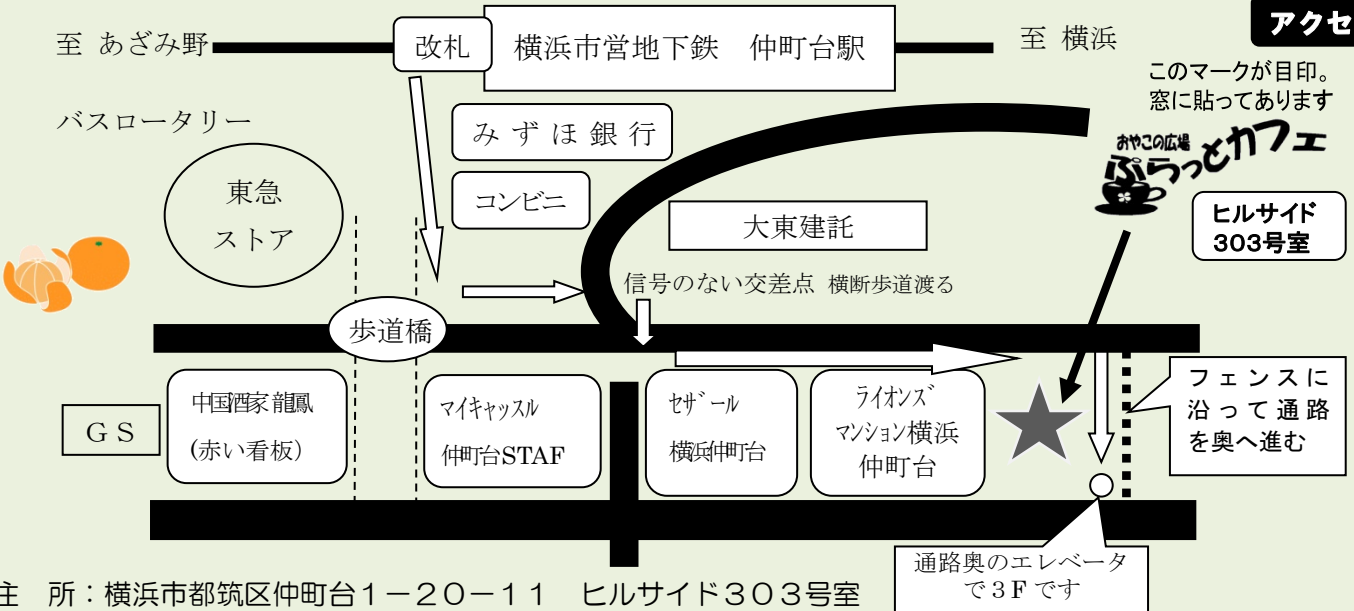 アクセ
至 あざみ野
改札
横浜市営地下鉄 仲町台駅
至 横浜
このマークが目印。
窓に貼ってあります
バスロータリー
みずほ銀行
おやこの広場
ぷらっとカフェ
東急
ストア
コンビニ
大東建託
ヒルサイド
303号室
信号のない交差点 横断歩道渡る
歩道橋
GS
中国酒家龍鳳
(赤い看板)
マイキャッスル
仲町台STAF
セザール
横浜仲町台
ライオンズ
マンション横浜
仲町台
フェンスに
沿って通路
を奥へ進む
通路奥のエレベータ
で3Fです
住 所：横浜市都筑区仲町台1－20－11 ヒルサイド303号室